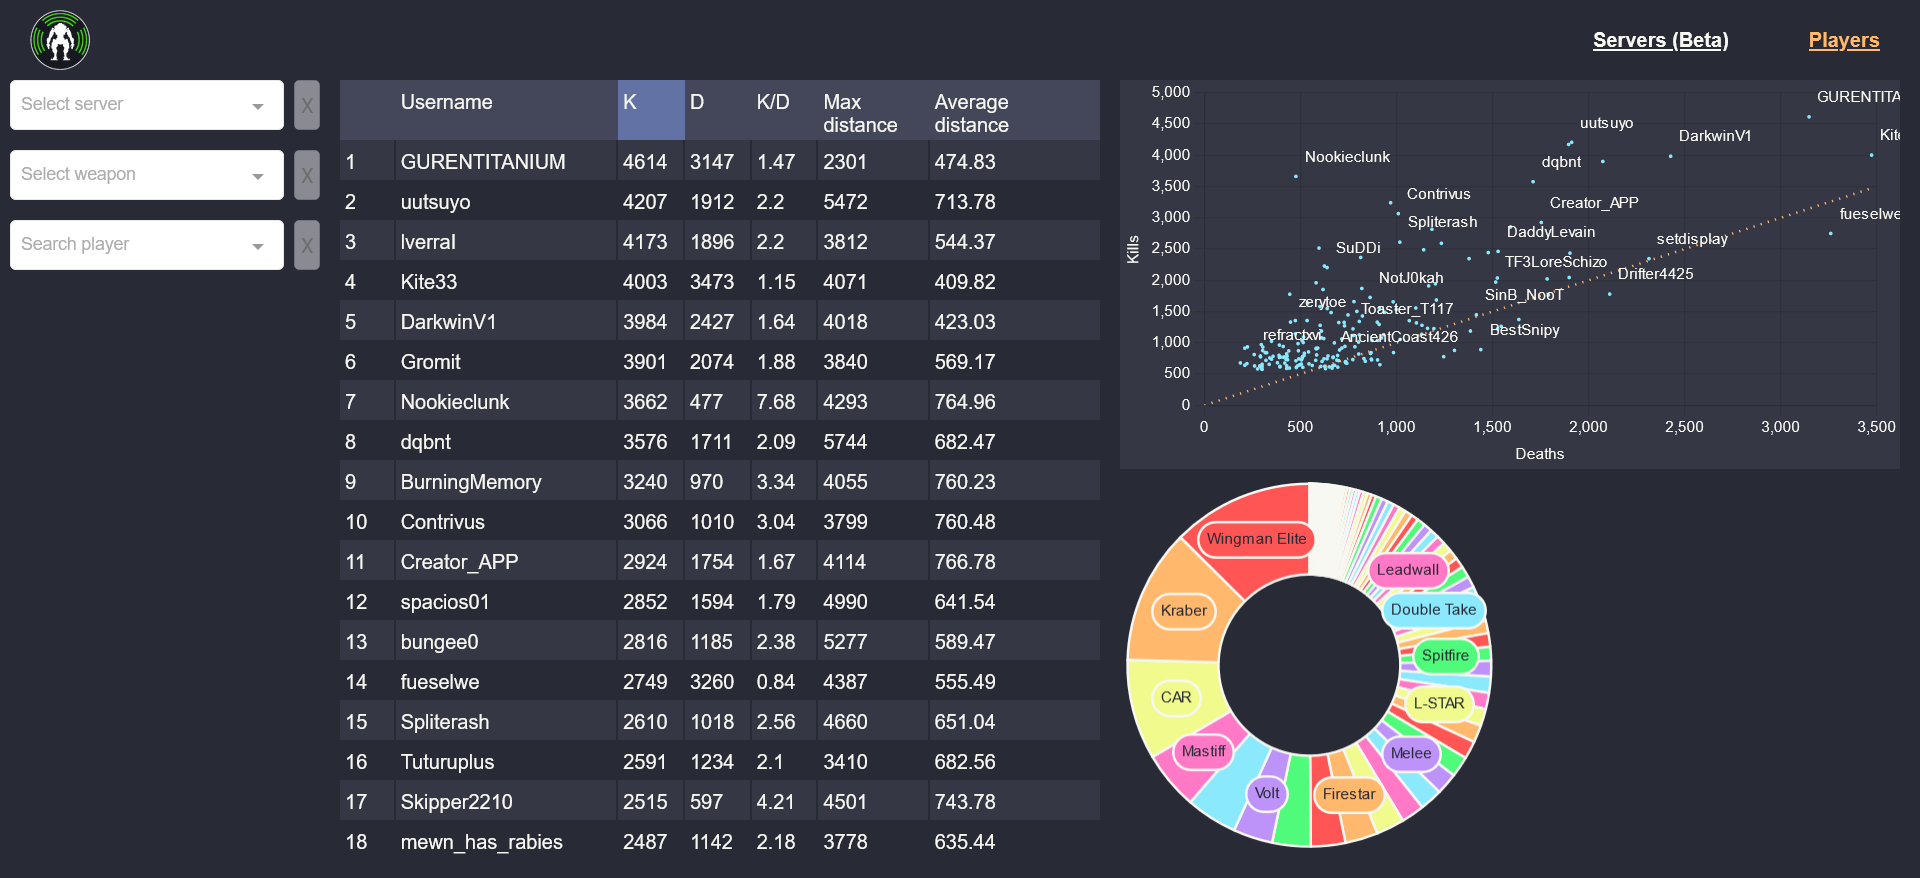 Servers (Beta)
Players
Select server
X
Select weapon
X
Search player
X
Username K D K/D Max distance Average distance
1 GURENTITANIUM 4614 3147 1.47 2301 474.83
2 uutsuyo 4207 1912 2.2 5472 713.78
3 lverral 4173 1896 2.2 3812 544.37
4 Kite33 4003 3473 1.15 4071 409.82
5 DarkwinV1 3984 2427 1.64 4018 423.03
6 Gromit 3901 2074 1.88 3840 569.17
7 Nookieclunk 3662 477 7.68 4293 764.96
8 dqbnt 3576 1711 2.09 5744 682.47
9 BurningMemory 3240 970 3.34 4055 760.23
10 Contrivus 3066 1010 3.04 3799 760.48
11 Creator_APP 2924 1754 1.67 4114 766.78
12 spacios01 2852 1594 1.79 4990 641.54
13 bungee0 2816 1185 2.38 5277 589.47
14 fueselwe 2749 3260 0.84 4387 555.49
15 Spliterash 2610 1018 2.56 4660 651.04
16 Tuturuplus 2591 1234 2.1 3410 682.56
17 Skipper2210 2515 597 4.21 4501 743.78
18 mewn_has_rabies 2487 1142 2.18 3778 635.44
5,000
4,500
4,000
3,500
3,000
2,500
2,000
1,500
1,000
500
0
Kills
GURENTITA
uutsuyo
DarkwinV1
Kite
Nookieclunk
dqbnt
Contrivus
Creator_APP
fueselwe
Spliterash
DaddyLevain
setdisplay
SuDDi
TF3LoreSchizo
Drifter4425
NotJ0kah
SinB_NooT
zerytoe
Toaster_T117
BestSnipy
refractxvi
AncientCoast426
0 500 1,000 1,500 2,000 2,500 3,000 3,500
Deaths
Wingman Elite
Leadwall
Kraber
Double Take
Spitfire
CAR
L-STAR
Mastiff
Melee
Volt
Firestar